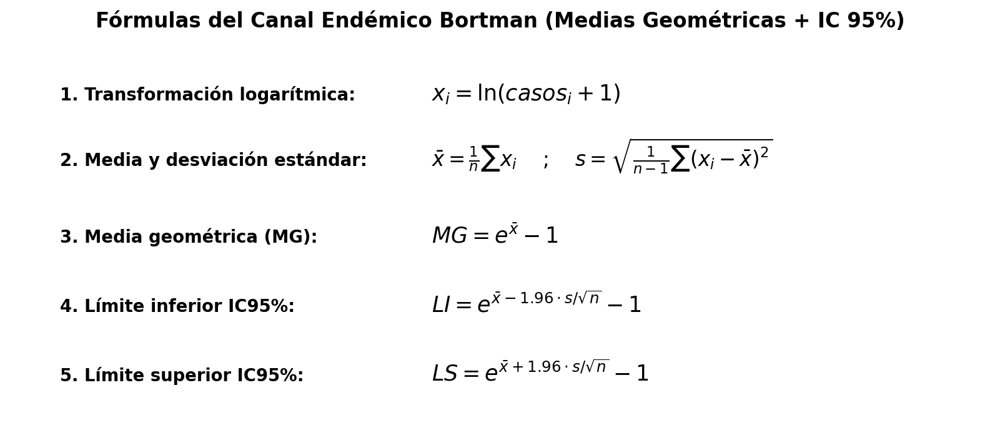 Fórmulas del Canal Endémico Bortman (Medias Geométricas + IC 95%)
1. Transformación logarítmica: $x_i = \ln(casos_i + 1)$
2. Media y desviación estándar: $\bar{x} = \frac{1}{n} \sum x_i \quad ; \quad s = \sqrt{\frac{1}{n-1} \sum (x_i - \bar{x})^2}$
3. Media geométrica (MG): $MG = e^{\bar{x}} - 1$
4. Límite inferior IC95%: $LI = e^{\bar{x} - 1.96 \cdot s/\sqrt{n}} - 1$
5. Límite superior IC95%: $LS = e^{\bar{x} + 1.96 \cdot s/\sqrt{n}} - 1$